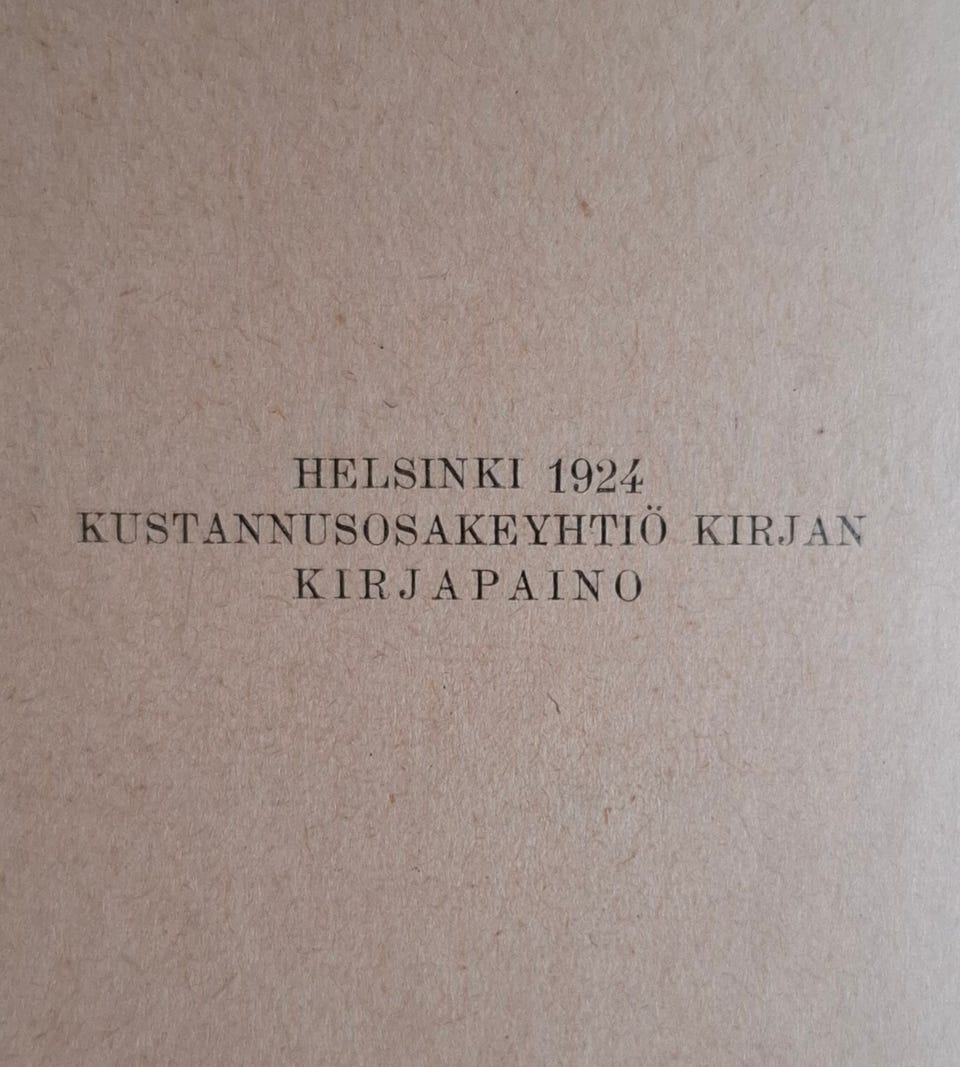 HELSINKI 1924
KUSTANNUSOSAKEYHTIÖ KIRJAN
KIRJAPAINO